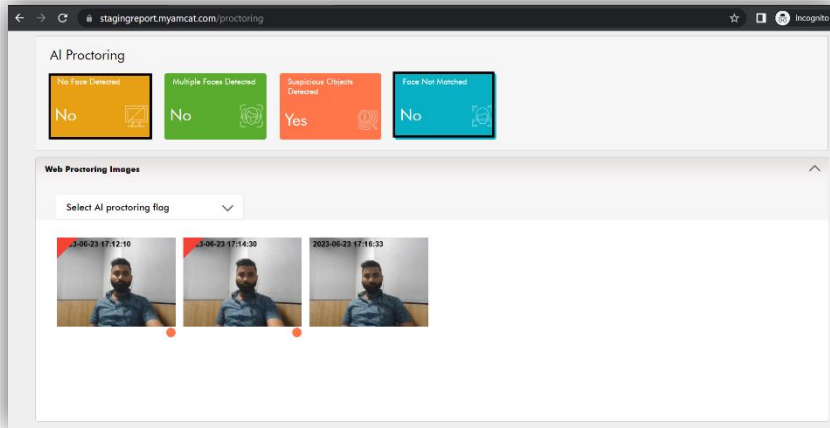 stagingreport.myamcat.com/proctoring
Incognito
AI Proctoring
No Face Detected
No
Multiple Faces Detected
No
Suspicious Objects
Detected
Yes
Face Not Matched
No
Web Proctoring Images
Select AI proctoring flag
3-06-23 17:12:10
3-06-23 17:14:30
2023-06-23 17:16:33